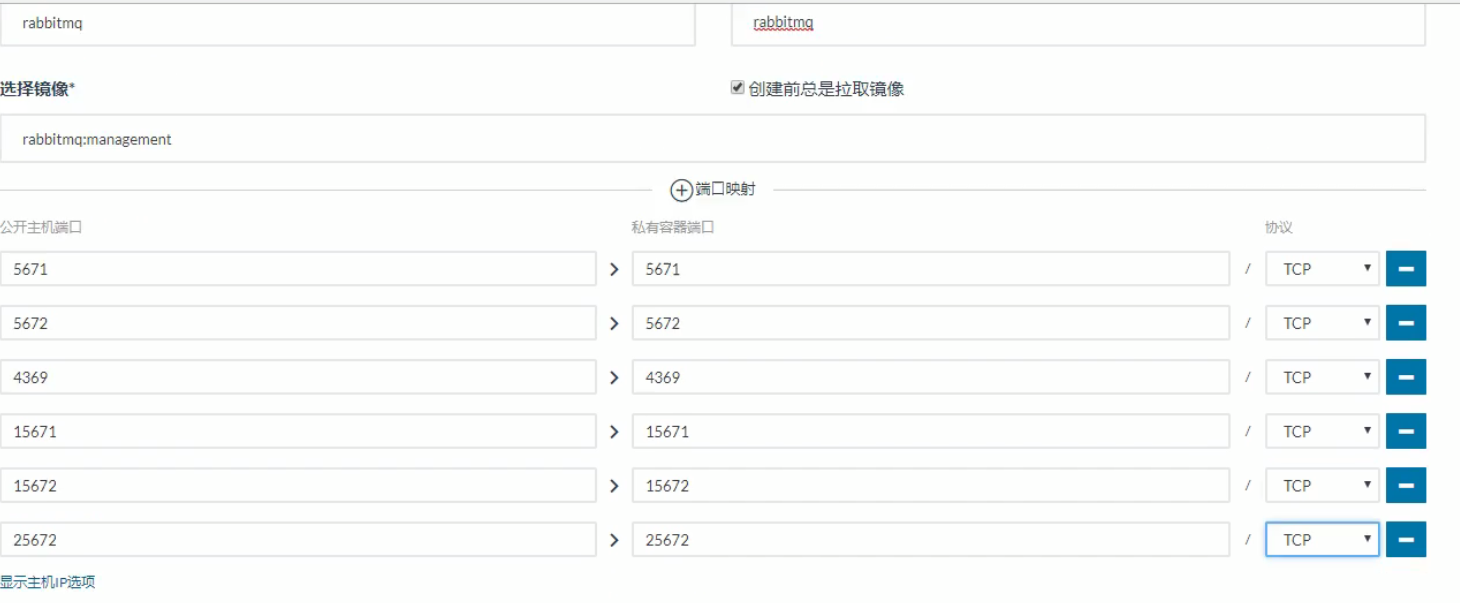 rabbitmq rabbitmq
选择镜像* 创建前总是拉取镜像
rabbitmq:management
端口映射
公开主机端口 私有容器端口 协议
5671 5671 / TCP
5672 5672 / TCP
4369 4369 / TCP
15671 15671 / TCP
15672 15672 / TCP
25672 25672 / TCP
显示主机IP选项